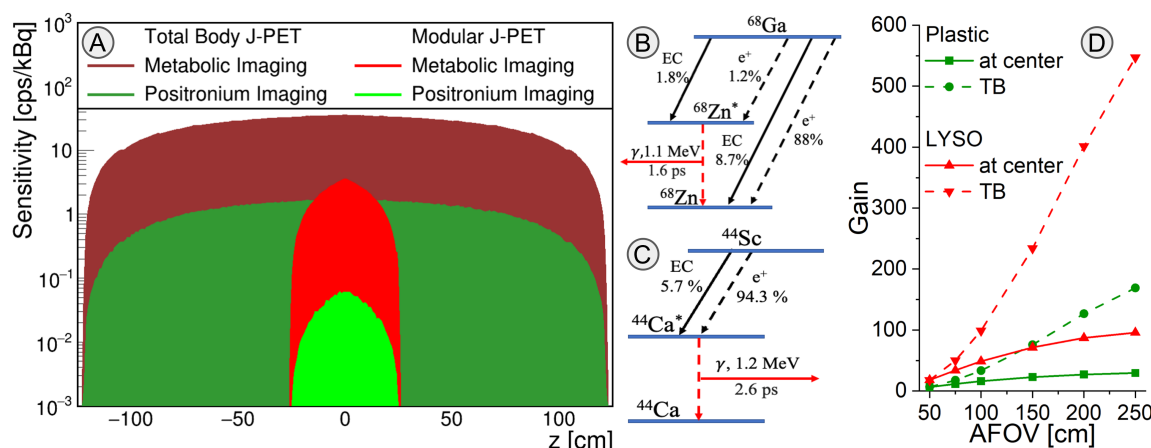 A
Total Body J-PET
Modular J-PET
Metabolic Imaging
Metabolic Imaging
Positronium Imaging
Positronium Imaging
Sensitivity [cps/kBq]
10³
10²
10
1
10⁻¹
10⁻²
10⁻³
−100 −50 0 50 100
z [cm]
B
⁶⁸Ga
EC
1.8%
e⁺
1.2%
⁶⁸Zn*
γ,1.1 MeV
1.6 ps
EC
8.7%
e⁺
88%
⁶⁸Zn
C
⁴⁴Sc
EC
5.7 %
e⁺
94.3 %
⁴⁴Ca*
γ, 1.2 MeV
2.6 ps
⁴⁴Ca
D
Plastic
at center
TB
LYSO
at center
TB
Gain
600
500
400
300
200
100
0
50 100 150 200 250
AFOV [cm]